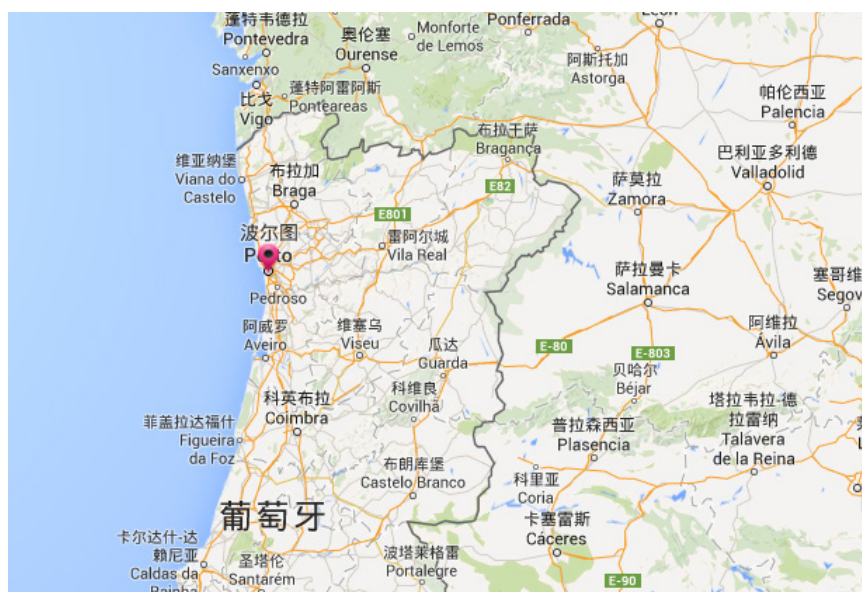 蓬特韦德拉
Pontevedra
奥伦塞
Ourense
Monforte
de Lemos
Ponferrada
阿斯托加
Astorga
Sanxenxo
蓬特阿雷阿斯
Ponteareas
比戈
Vigo
帕伦西亚
Palencia
布拉干萨
Bragança
巴利亚多利德
Valladolid
维亚纳堡
Viana do
Castelo
布拉加
Braga
E82
萨莫拉
Zamora
E801
波尔图
雷阿尔城
Vila Real
Pedroso
萨拉曼卡
Salamanca
塞哥维
Segov
阿威罗
Aveiro
维塞乌
Viseu
瓜达
Guarda
E-80
E-803
阿维拉
Ávila
贝哈尔
Béjar
科维良
Covilhã
科英布拉
Coimbra
菲盖拉达福什
Figueira
da Foz
普拉森西亚
Plasencia
塔拉韦拉-德
拉雷纳
Talavera
de la Reina
布朗库堡
Castelo Branco
科里亚
Coria
葡萄牙
卡塞雷斯
Cáceres
卡尔达什-达
赖尼亚
Caldas da
圣塔伦
Santarém
波塔莱格雷
Portalegre
E-90